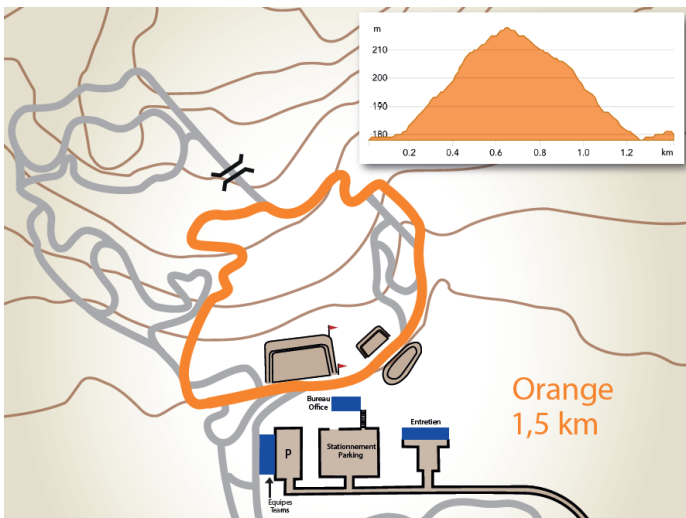 m
210
200
190
180
0.2
0.4
0.6
0.8
1.0
1.2
km
Bureau
Office
Orange
1,5 km
Entretien
Stationnement
Parking
P
Equipes
Teams